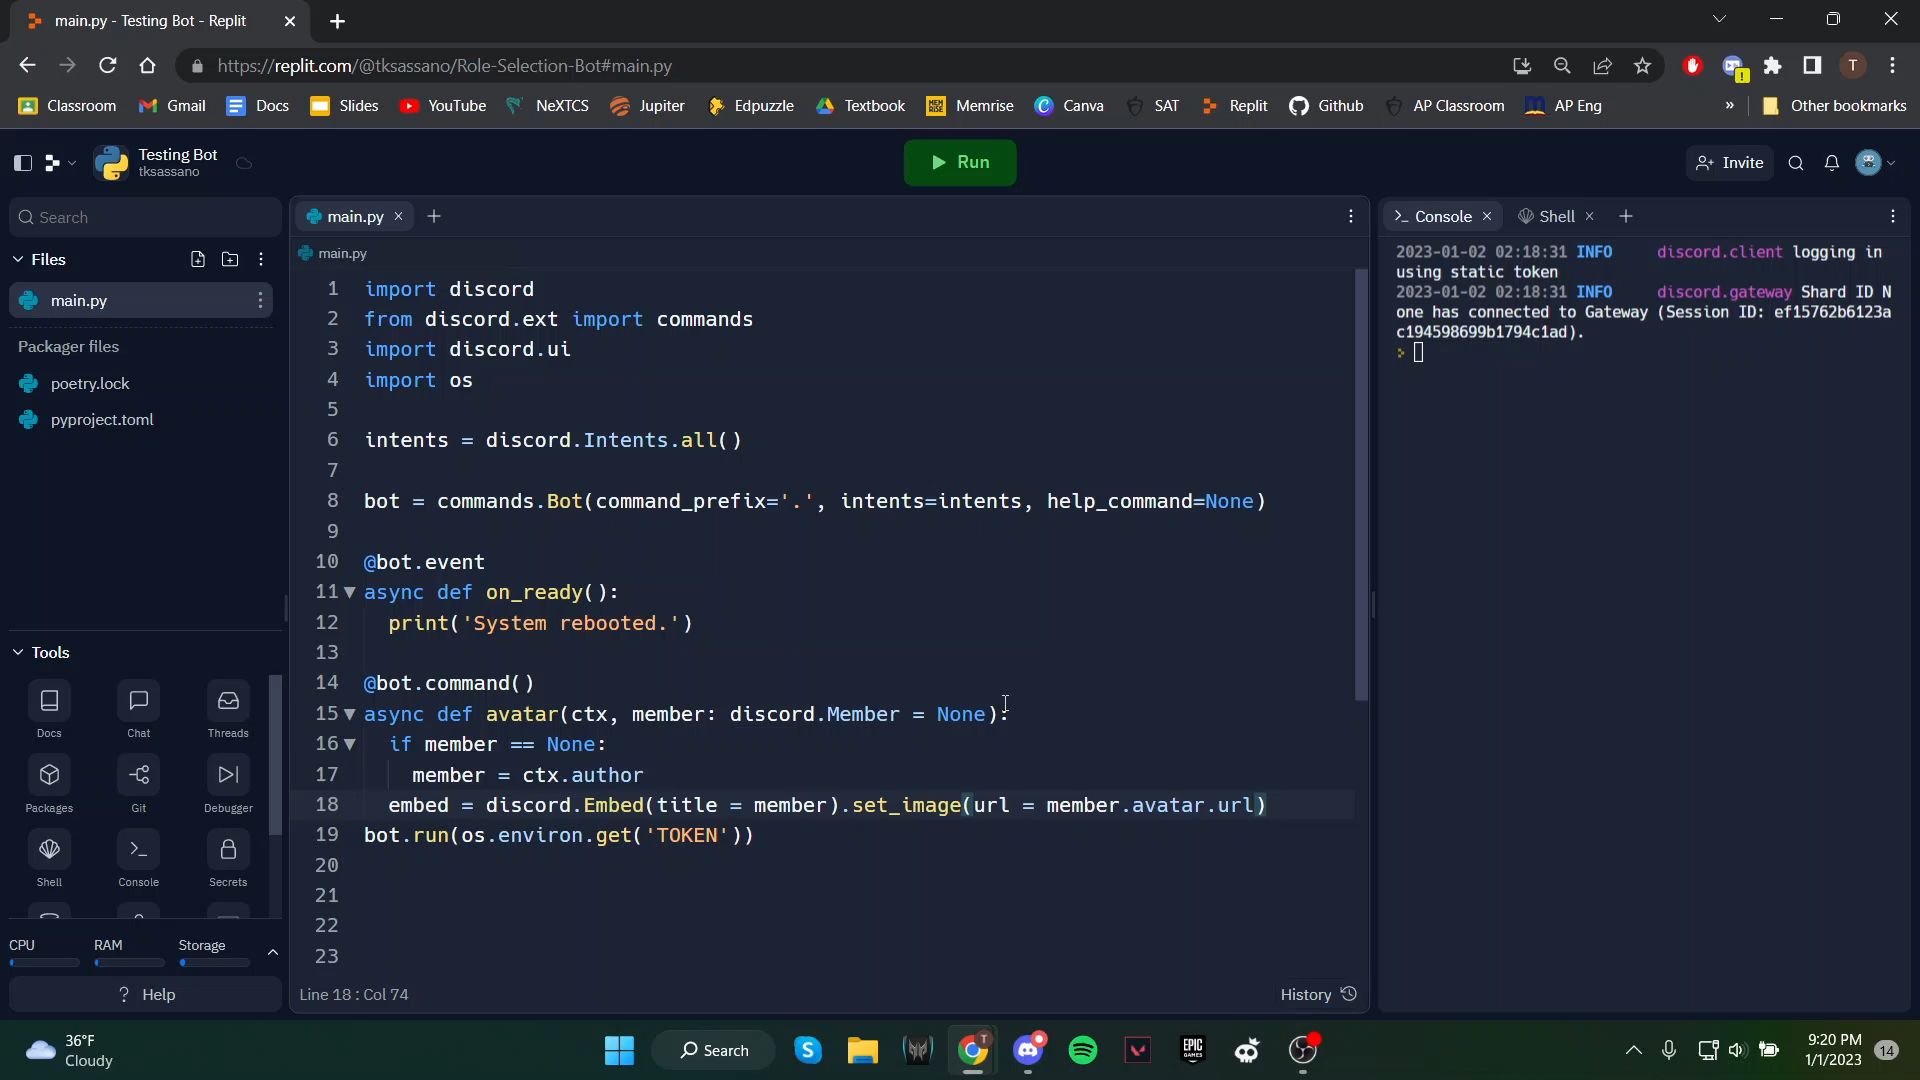 main.py - Testing Bot - Replit
https://replit.com/@tksassano/Role-Selection-Bot#main.py
T
Classroom Gmail Docs Slides YouTube NeXTCS Jupiter Edpuzzle Textbook Memrise Canva SAT Replit Github AP Classroom AP Eng » Other bookmarks
Testing Bot
tksassano
Run
Invite
Search
Files
main.py
Packager files
poetry.lock
pyproject.toml
Tools
Docs Chat Threads
Packages Git Debugger
Shell Console Secrets
CPU RAM Storage
? Help
main.py
main.py
1 import discord
2 from discord.ext import commands
3 import discord.ui
4 import os
5
6 intents = discord.Intents.all()
7
8 bot = commands.Bot(command_prefix='.', intents=intents, help_command=None)
9
10 @bot.event
11 async def on_ready():
12 print('System rebooted.')
13
14 @bot.command()
15 async def avatar(ctx, member: discord.Member = None):
16 if member == None:
17 member = ctx.author
18 embed = discord.Embed(title = member).set_image(url = member.avatar.url)
19 bot.run(os.environ.get('TOKEN'))
20
21
22
23
Line 18 : Col 74
History
Console Shell
2023-01-02 02:18:31 INFO discord.client logging in
using static token
2023-01-02 02:18:31 INFO discord.gateway Shard ID N
one has connected to Gateway (Session ID: ef15762b6123a
c194598699b1794c1ad).
36°F
Cloudy
Search
EPIC GAMES
9:20 PM
1/1/2023
14